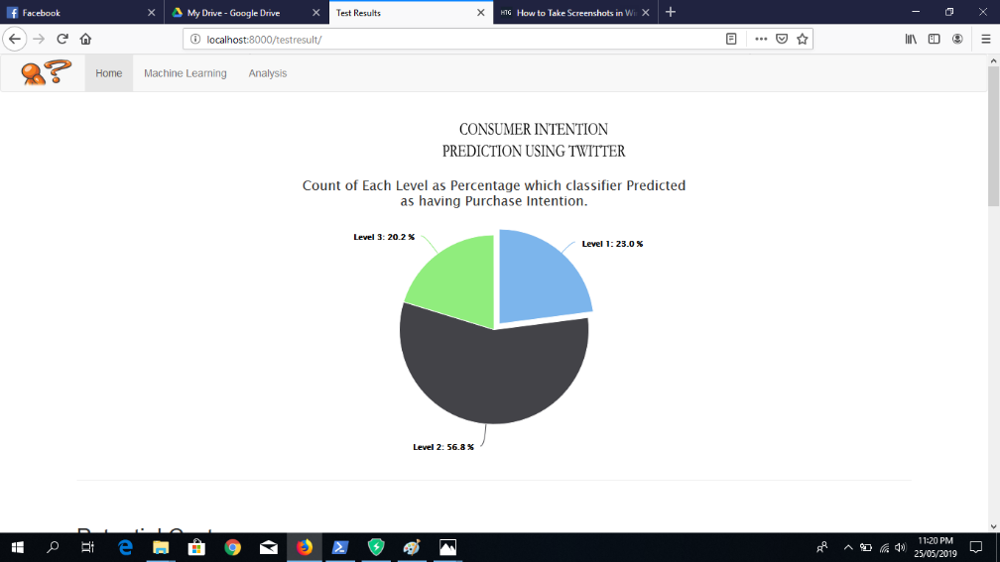 Facebook
My Drive - Google Drive
Test Results
HTG How to Take Screenshots in Wi
localhost:8000/testresult/
Home
Machine Learning
Analysis
CONSUMER INTENTION
PREDICTION USING TWITTER
Count of Each Level as Percentage which classifier Predicted
as having Purchase Intention.
Level 3: 20.2 %
Level 1: 23.0 %
Level 2: 56.8 %
11:20 PM
25/05/2019